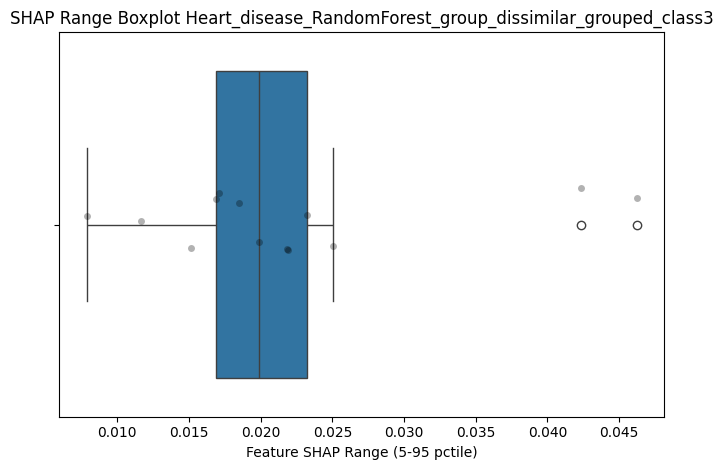 SHAP Range Boxplot Heart_disease_RandomForest_group_dissimilar_grouped_class3
0.010 0.015 0.020 0.025 0.030 0.035 0.040 0.045
Feature SHAP Range (5-95 pctile)